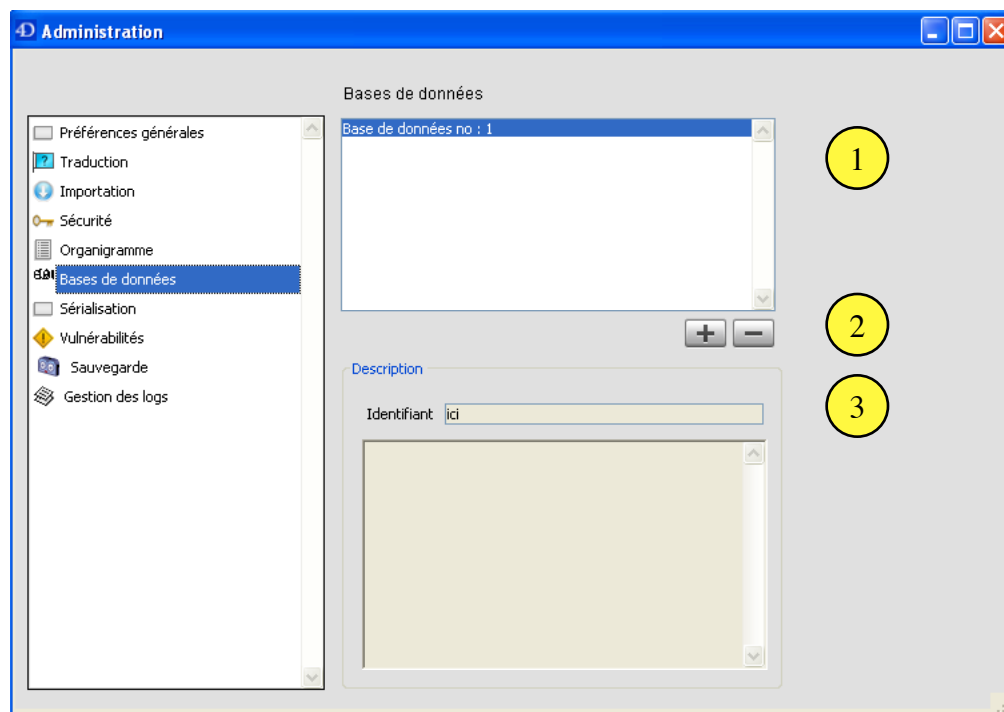 4D Administration
Bases de données
Préférences générales
Traduction
Importation
Sécurité
Organigramme
Bases de données
Sérialisation
Vulnérabilités
Sauvegarde
Gestion des logs
Base de données no : 1
1
2
Description
3
Identifiant ici